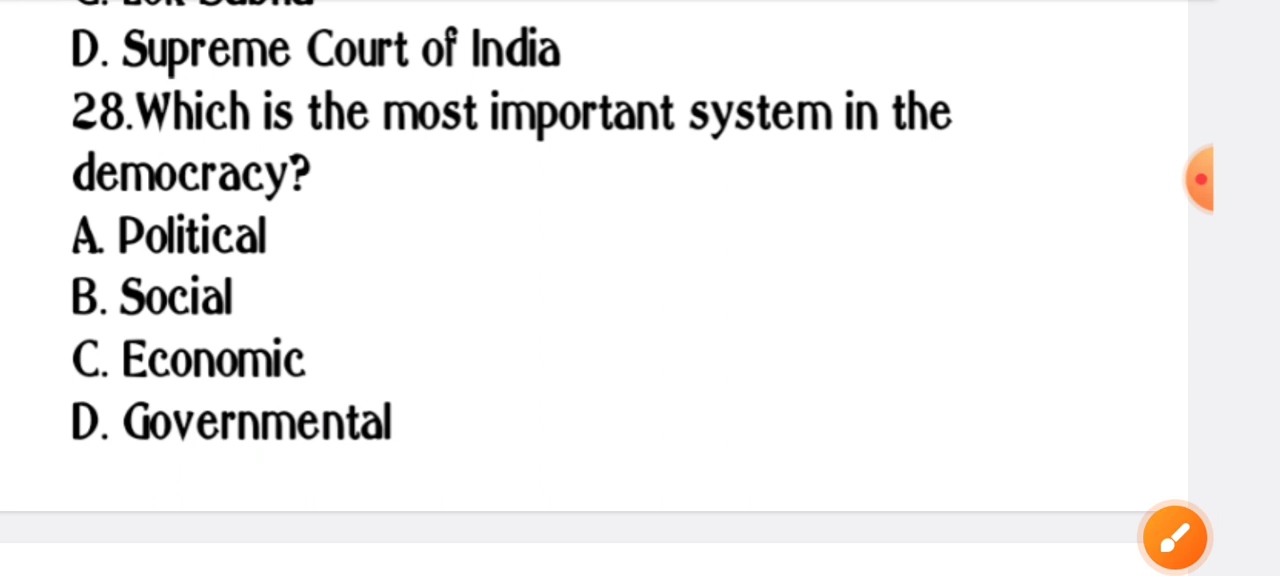 D. Supreme Court of India
28.Which is the most important system in the
democracy?
A. Political
B. Social
C. Economic
D. Governmental